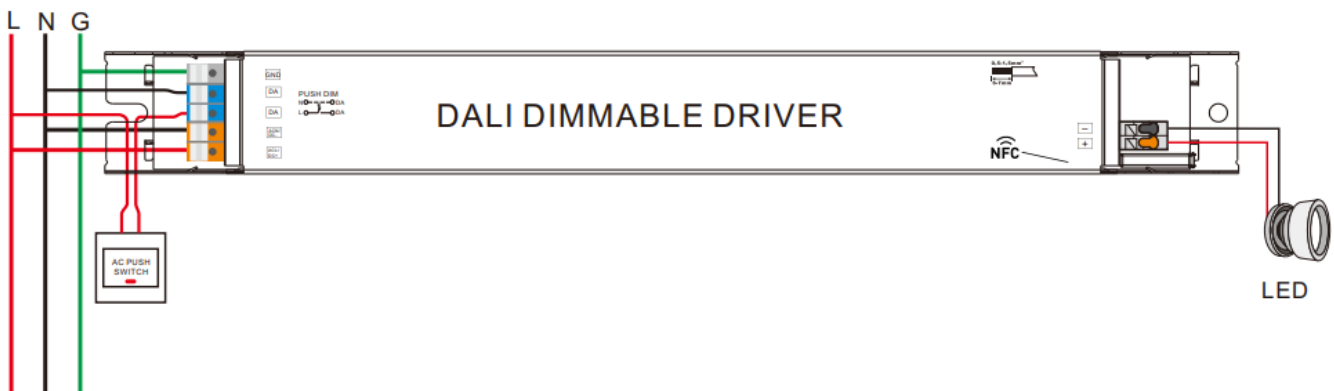 L N G
GND
DA
PUSH DIM
N DA
DA
L DA
DALI DIMMABLE DRIVER
NFC
−
+
AC PUSH
SWITCH
LED